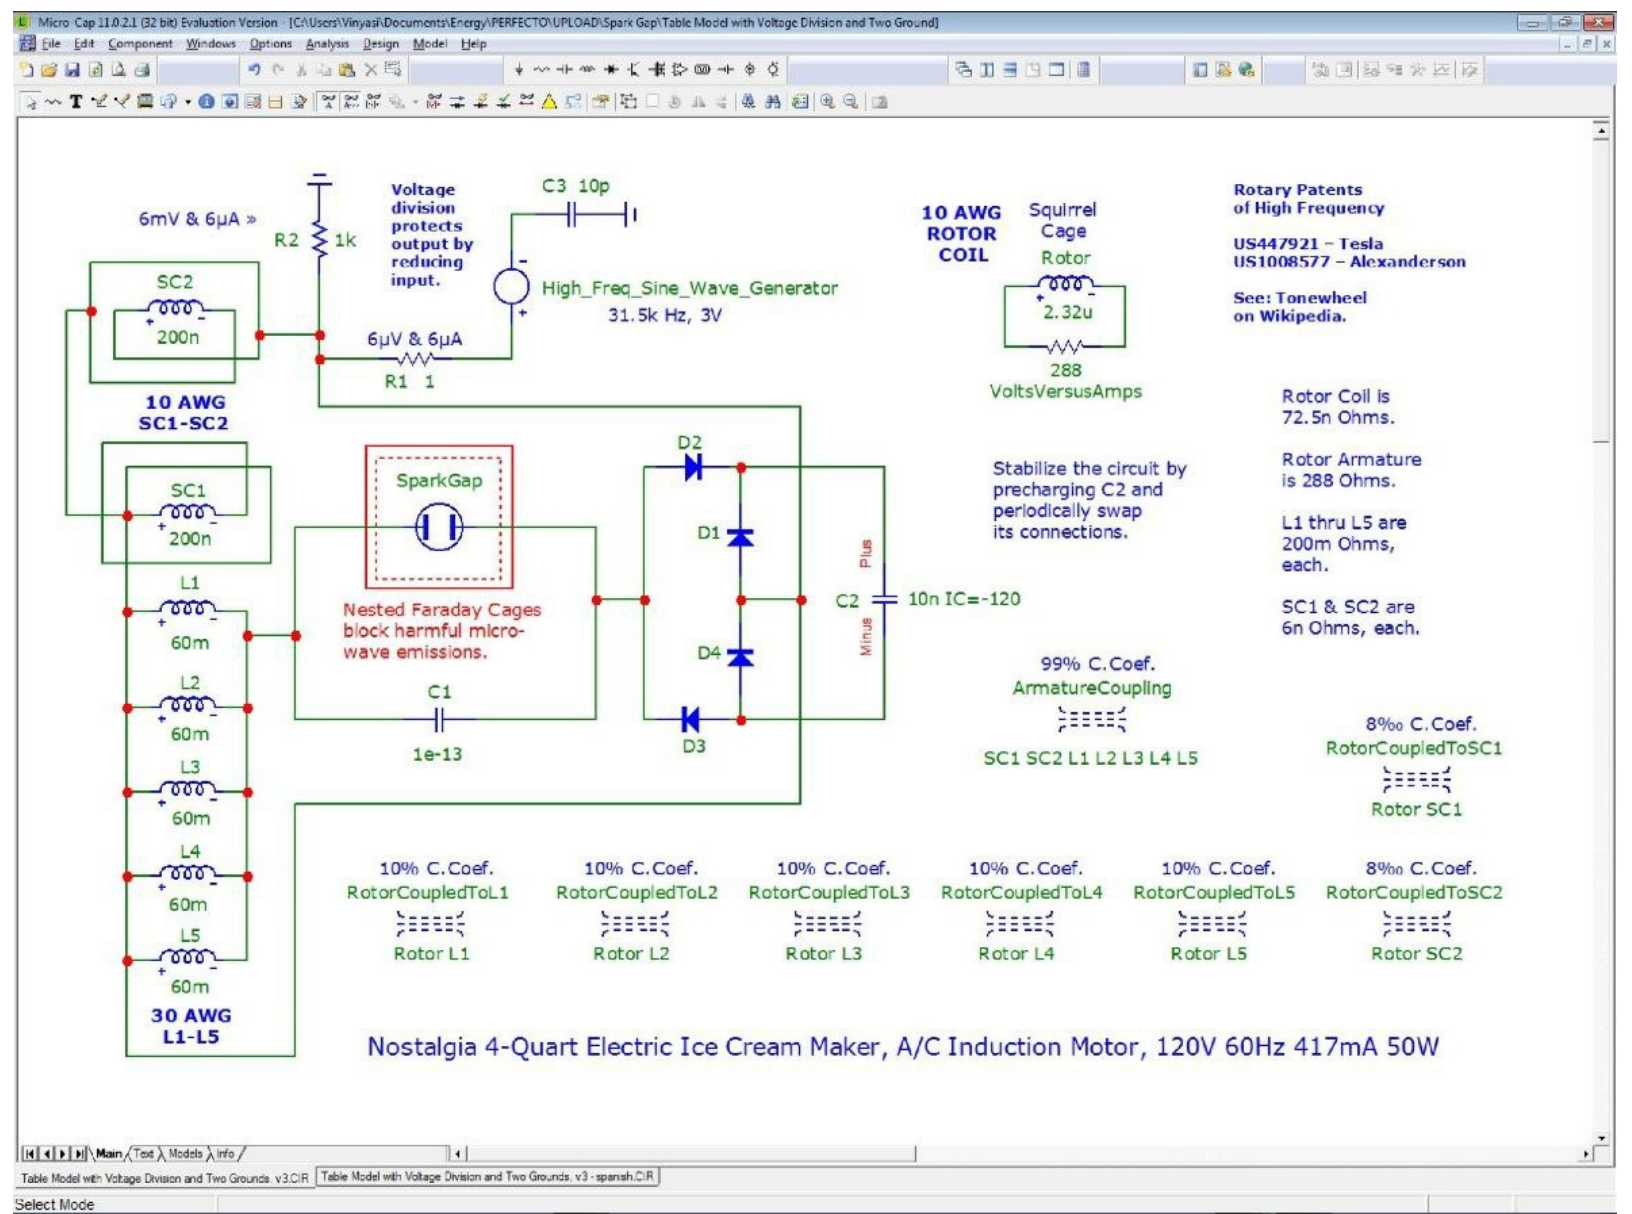 Micro-Cap 11.0.2.1 (32 bit) Evaluation Version - [C:\Users\Vinyasi\Documents\Energy\PERFECTO\UPLOAD\Spark Gap\Table Model with Voltage Division and Two Ground]
File Edit Component Windows Options Analysis Design Model Help
6mV & 6µA »
R2
1k
Voltage
division
protects
output by
reducing
input.
C3 10p
High_Freq_Sine_Wave_Generator
31.5k Hz, 3V
-
+
6µV & 6µA
R1 1
SC2
+ -
200n
10 AWG
SC1-SC2
10 AWG
ROTOR
COIL
Squirrel
Cage
Rotor
+ -
2.32u
288
VoltsVersusAmps
Rotary Patents
of High Frequency
US447921 - Tesla
US1008577 - Alexanderson
See: Tonewheel
on Wikipedia.
Rotor Coil is
72.5n Ohms.
Rotor Armature
is 288 Ohms.
L1 thru L5 are
200m Ohms,
each.
SC1 & SC2 are
6n Ohms, each.
Stabilize the circuit by
precharging C2 and
periodically swap
its connections.
SC1
+ -
200n
SparkGap
Nested Faraday Cages
block harmful micro-
wave emissions.
C1
1e-13
D2
D1
D4
D3
Plus
C2
10n IC=-120
Minus
L1
+ -
60m
L2
+ -
60m
L3
+ -
60m
L4
+ -
60m
L5
+ -
60m
30 AWG
L1-L5
99% C.Coef.
ArmatureCoupling
SC1 SC2 L1 L2 L3 L4 L5
8‰ C.Coef.
RotorCoupledToSC1
Rotor SC1
10% C.Coef.
RotorCoupledToL1
Rotor L1
10% C.Coef.
RotorCoupledToL2
Rotor L2
10% C.Coef.
RotorCoupledToL3
Rotor L3
10% C.Coef.
RotorCoupledToL4
Rotor L4
10% C.Coef.
RotorCoupledToL5
Rotor L5
8‰ C.Coef.
RotorCoupledToSC2
Rotor SC2
Nostalgia 4-Quart Electric Ice Cream Maker, A/C Induction Motor, 120V 60Hz 417mA 50W
Main Text Models Info
Table Model with Voltage Division and Two Grounds. v3.CIR
Table Model with Voltage Division and Two Grounds. v3 - spanish.CIR
Select Mode